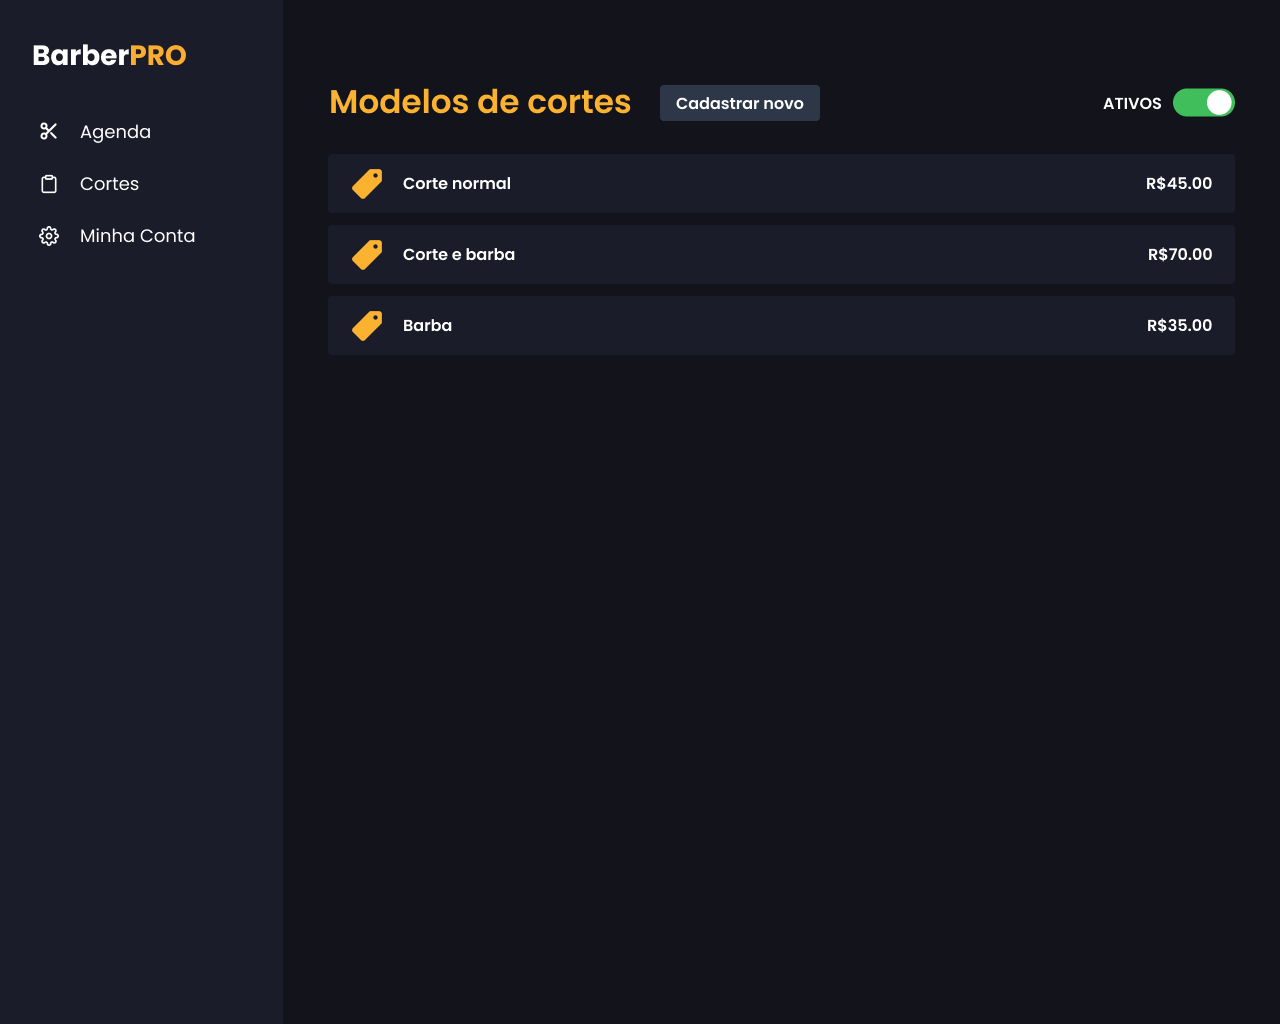 BarberPRO
Agenda
Cortes
Minha Conta
Modelos de cortes
Cadastrar novo
ATIVOS
Corte normal
R$45.00
Corte e barba
R$70.00
Barba
R$35.00